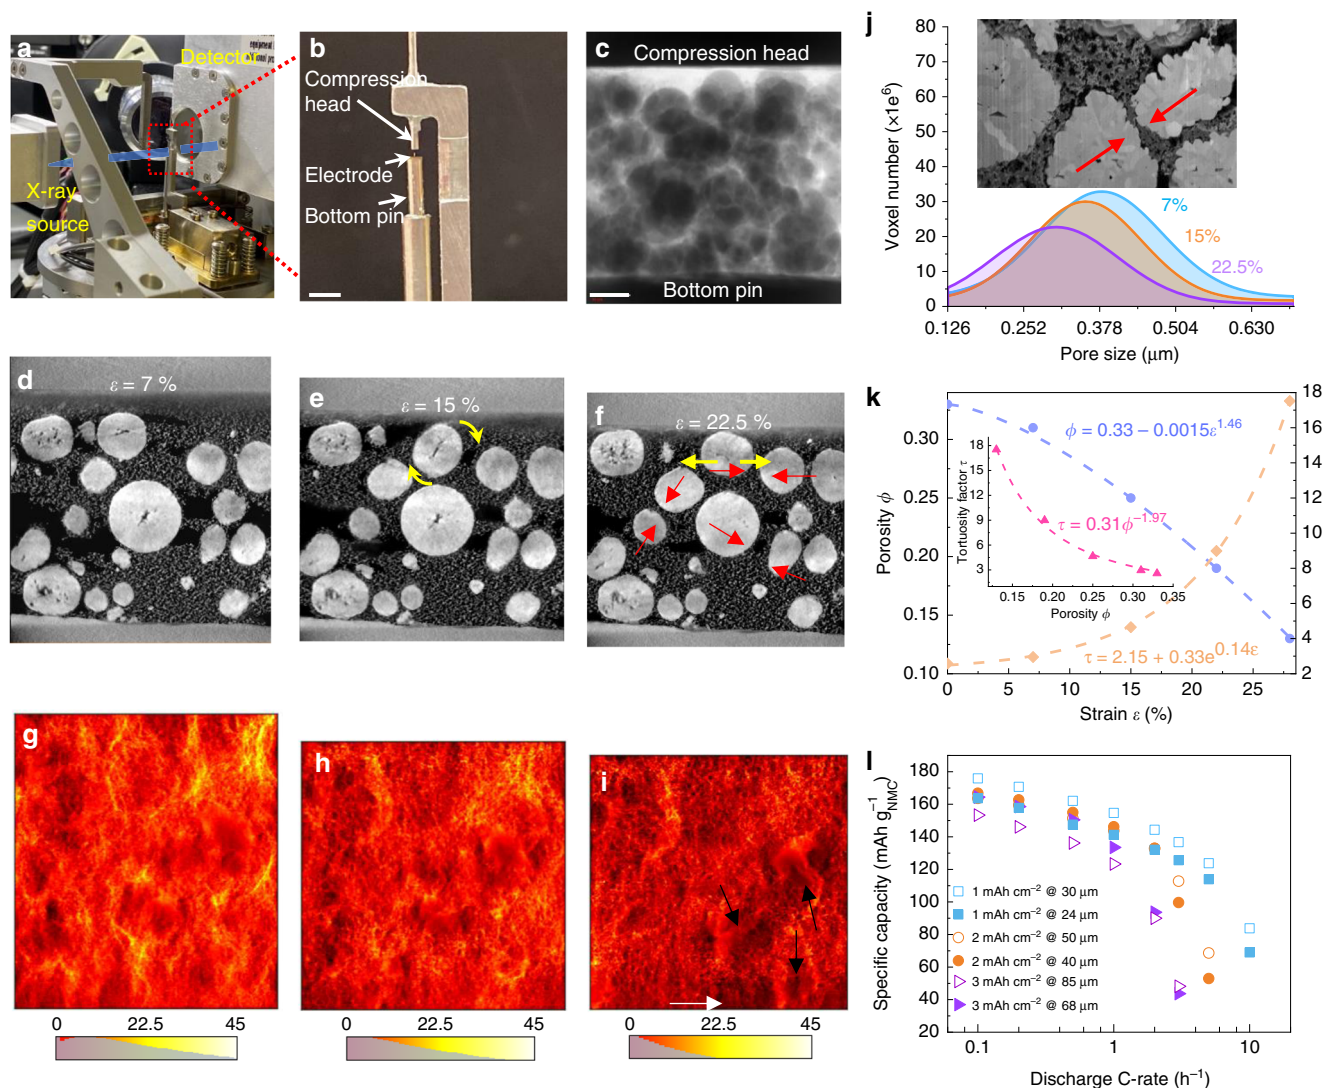 a
Detector
X-ray
source
b
Compression
head
Electrode
Bottom pin
c
Compression head
Bottom pin
d
ε = 7 %
e
ε = 15 %
f
ε = 22.5 %
g
0 22.5 45
h
0 22.5 45
i
0 22.5 45
j
Voxel number (×1e6)
80
70
60
50
40
30
20
10
0
7%
15%
22.5%
0.126 0.252 0.378 0.504 0.630
Pore size (μm)
k
Porosity ϕ
0.30
0.25
0.20
0.15
0.10
18
16
14
12
10
8
6
4
2
ϕ = 0.33 – 0.0015ε^1.46
Tortuosity factor τ
18
15
12
9
6
3
τ = 0.31ϕ^–1.97
0.15 0.20 0.25 0.30 0.35
Porosity ϕ
τ = 2.15 + 0.33e^0.14ε
0 5 10 15 20 25
Strain ε (%)
l
Specific capacity (mAh g⁻¹NMC)
180
160
140
120
100
80
60
40
20
1 mAh cm⁻² @ 30 μm
1 mAh cm⁻² @ 24 μm
2 mAh cm⁻² @ 50 μm
2 mAh cm⁻² @ 40 μm
3 mAh cm⁻² @ 85 μm
3 mAh cm⁻² @ 68 μm
0.1 1 10
Discharge C-rate (h⁻¹)